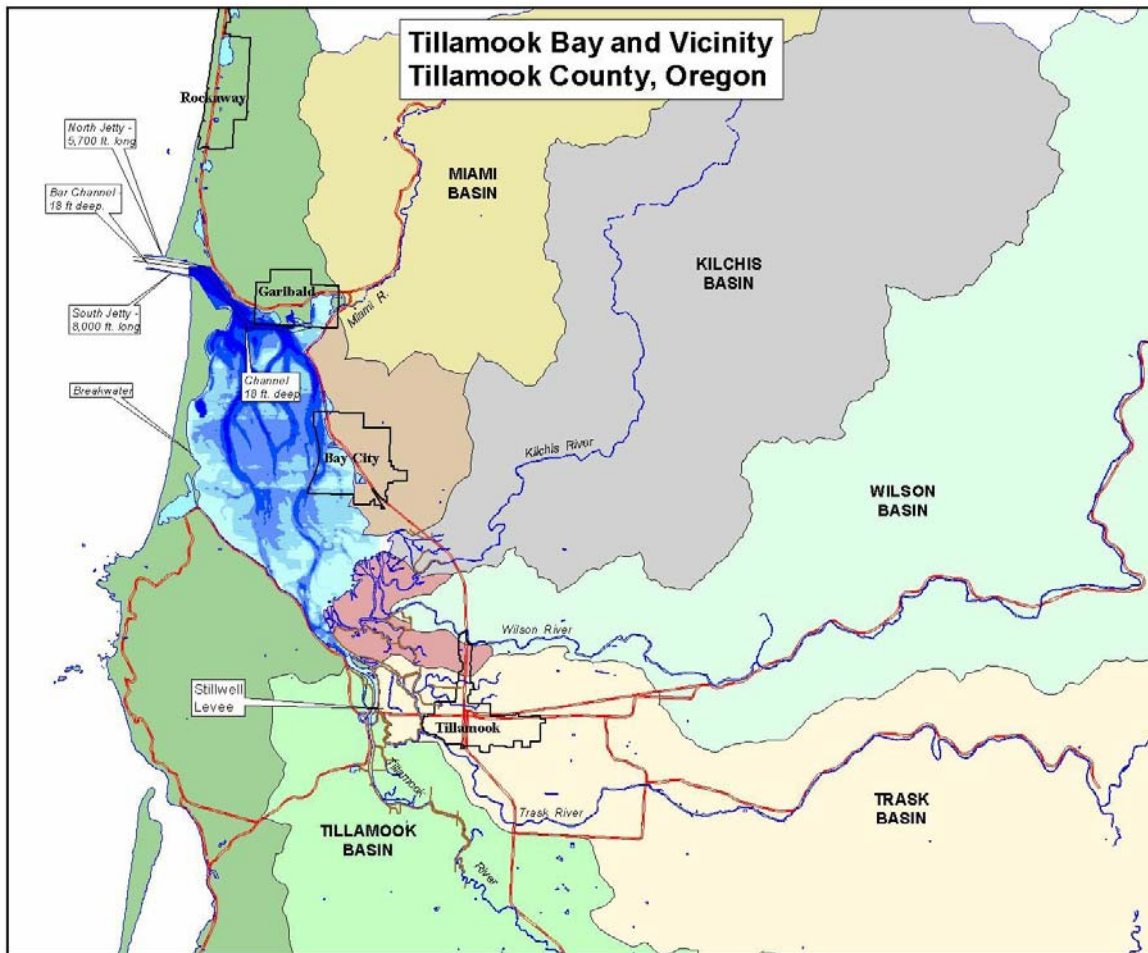 Tillamook Bay and Vicinity
Tillamook County, Oregon
Rockaway
North Jetty -
5,700 ft. long
Bar Channel -
18 ft deep.
MIAMI
BASIN
KILCHIS
BASIN
Garibald
Miami R.
South Jetty -
8,000 ft. long
Channel
18 ft. deep
Breakwater
Bay City
Kilchis River
WILSON
BASIN
Wilson River
Stillwell
Levee
Tillamook
Tillamook
River
Trask River
TRASK
BASIN
TILLAMOOK
BASIN